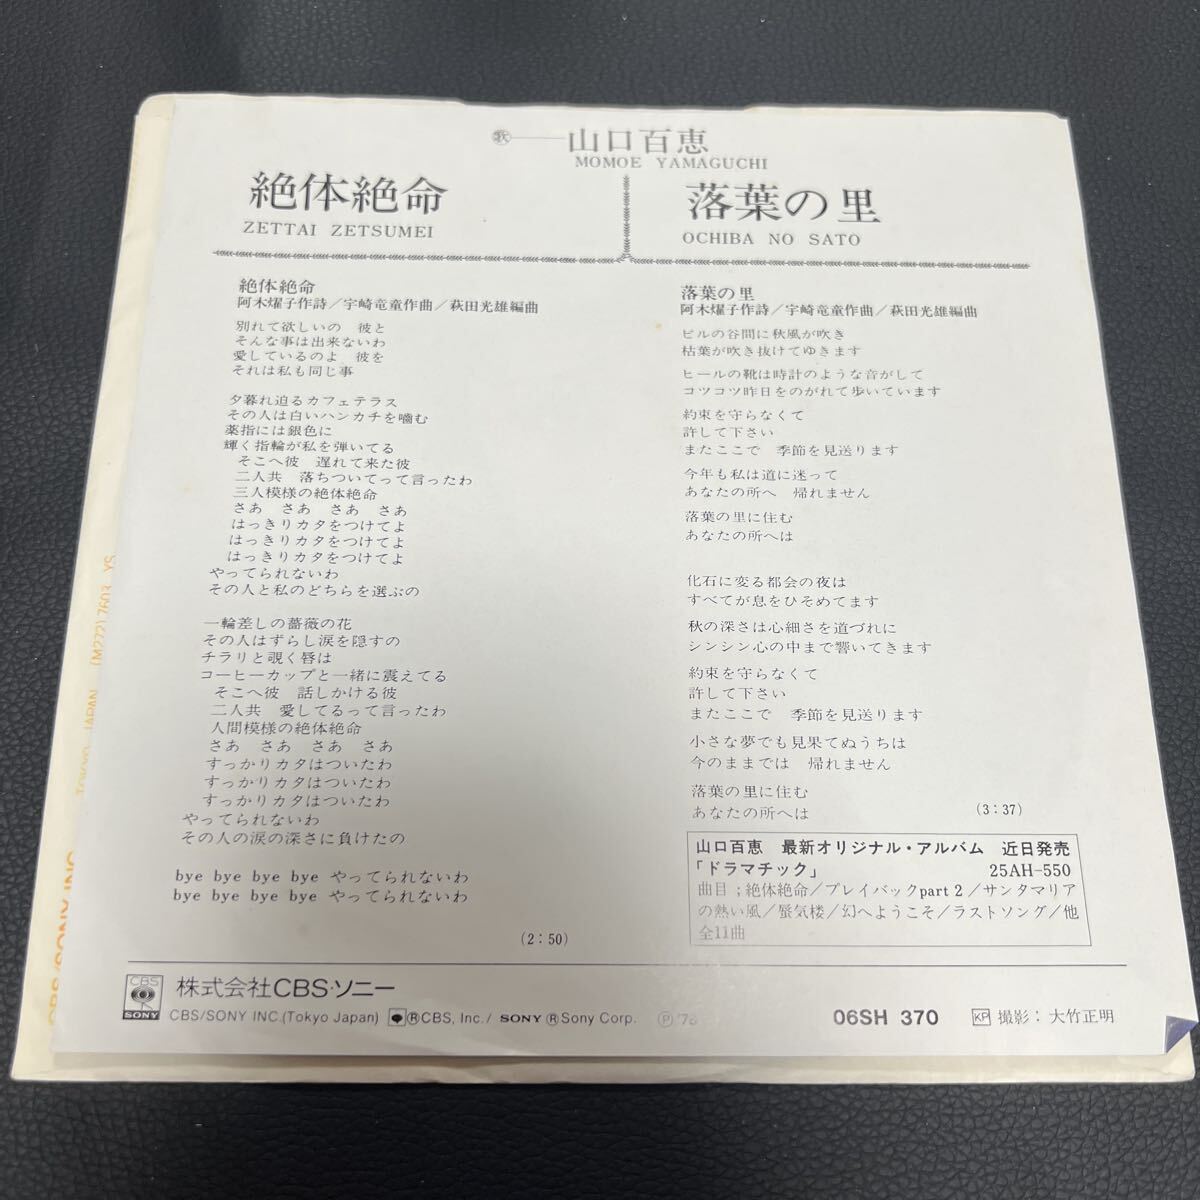 歌 山口百恵
MOMOE YAMAGUCHI
絶体絶命
ZETTAI ZETSUMEI
落葉の里
OCHIBA NO SATO
絶体絶命
阿木燿子作詩/宇崎竜童作曲/萩田光雄編曲
別れて欲しいの 彼と
そんな事は出来ないわ
愛しているのよ 彼を
それは私も同じ事
夕暮れ迫るカフェテラス
その人は白いハンカチを噛む
薬指には銀色に
輝く指輪が私を弾いてる
そこへ彼 遅れて来た彼
二人共 落ちついてって言ったわ
三人模様の絶体絶命
さあ さあ さあ さあ
はっきりカタをつけてよ
はっきりカタをつけてよ
はっきりカタをつけてよ
やってられないわ
その人と私のどちらを選ぶの
一輪差しの薔薇の花
その人はずらし涙を隠すの
チラリと覗く唇は
コーヒーカップと一緒に震えてる
そこへ彼 話しかける彼
二人共 愛してるって言ったわ
人間模様の絶体絶命
さあ さあ さあ さあ
すっかりカタはついたわ
すっかりカタはついたわ
すっかりカタはついたわ
やってられないわ
その人の涙の深さに負けたの
bye bye bye bye やってられないわ
bye bye bye bye やってられないわ
(2:50)
落葉の里
阿木燿子作詩/宇崎竜童作曲/萩田光雄編曲
ビルの谷間に秋風が吹き
枯葉が吹き抜けてゆきます
ヒールの靴は時計のような音がして
コツコツ昨日をのがれて歩いています
約束を守らなくて
許して下さい
またここで 季節を見送ります
今年も私は道に迷って
あなたの所へ 帰れません
落葉の里に住む
あなたの所へは
化石に変る都会の夜は
すべてが息をひそめてます
秋の深さは心細さを道づれに
シンシン心の中まで響いてきます
約束を守らなくて
許して下さい
またここで 季節を見送ります
小さな夢でも見果てぬうちは
今のままでは 帰れません
落葉の里に住む
あなたの所へは
(3:37)
山口百恵 最新オリジナル・アルバム 近日発売
「ドラマチック」 25AH-550
曲目;絶体絶命/プレイバックpart 2/サンタマリア
の熱い風/蜃気楼/幻へようこそ/ラストソング/他
全11曲
CBS
SONY
株式会社CBS・ソニー
CBS/SONY INC.(Tokyo Japan) ®CBS, Inc./ SONY ®Sony Corp. Ⓟ'78
06SH 370
KP 撮影:大竹正明
CBS/SONY INC. TOKYO JAPAN (M272) 7603 YS